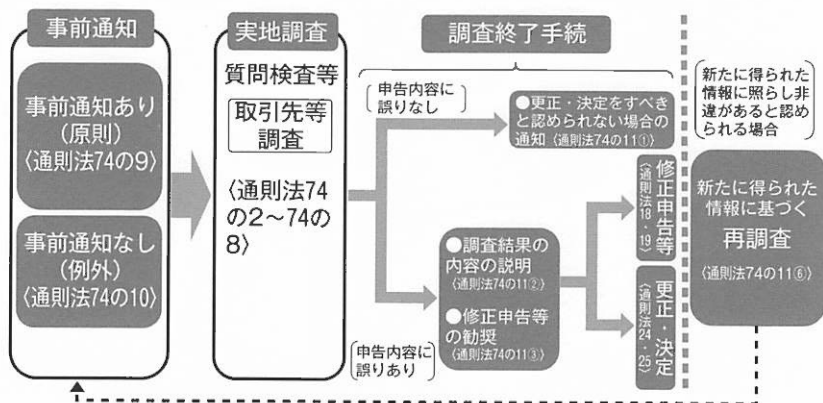 事前通知
事前通知あり
(原則)
〈通則法74の9〉
事前通知なし
(例外)
〈通則法74の10〉
実地調査
質問検査等
取引先等
調査
〈通則法74
の2～74の
8〉
調査終了手続
申告内容に
誤りなし
●更正・決定をすべき
と認められない場合の
通知〈通則法74の11①〉
申告内容に
誤りあり
●調査結果の
内容の説明
〈通則法74の11②〉
●修正申告等
の勧奨
〈通則法74の11③〉
修正申告等
〈通則法18・19〉
更正・決定
〈通則法24・25〉
新たに得られた
情報に照らし非
違があると認め
られる場合
新たに得られた
情報に基づく
再調査
〈通則法74の11⑥〉